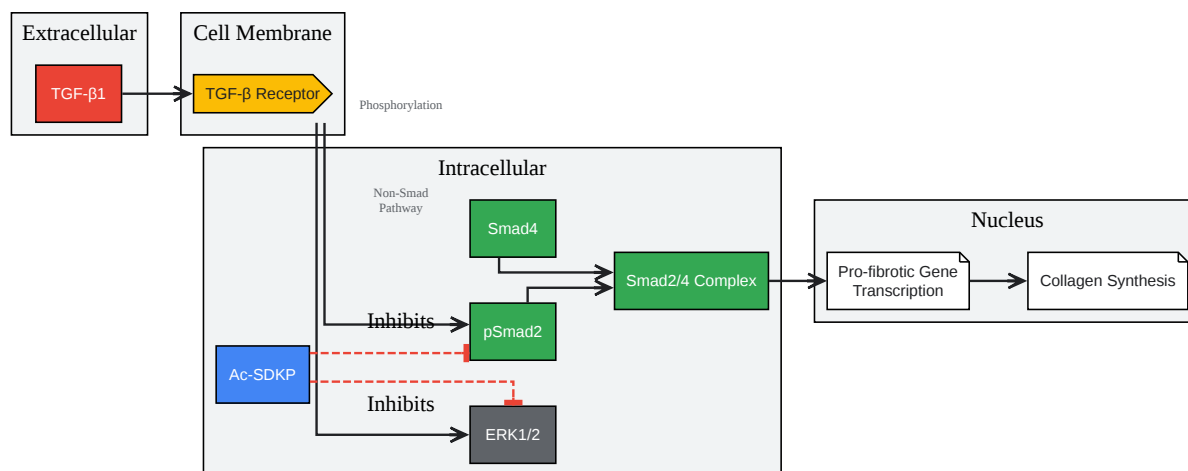 Extracellular
Cell Membrane
TGF-β1
TGF-β Receptor
Phosphorylation
Intracellular
Non-Smad
Pathway
Smad4
Nucleus
Smad2/4 Complex
Pro-fibrotic Gene
Transcription
Collagen Synthesis
Inhibits
pSmad2
Ac-SDKP
Inhibits
ERK1/2